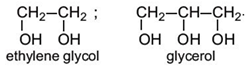 CH₂–CH₂ ; CH₂–CH–CH₂.
OH OH OH OH OH
ethylene glycol glycerol